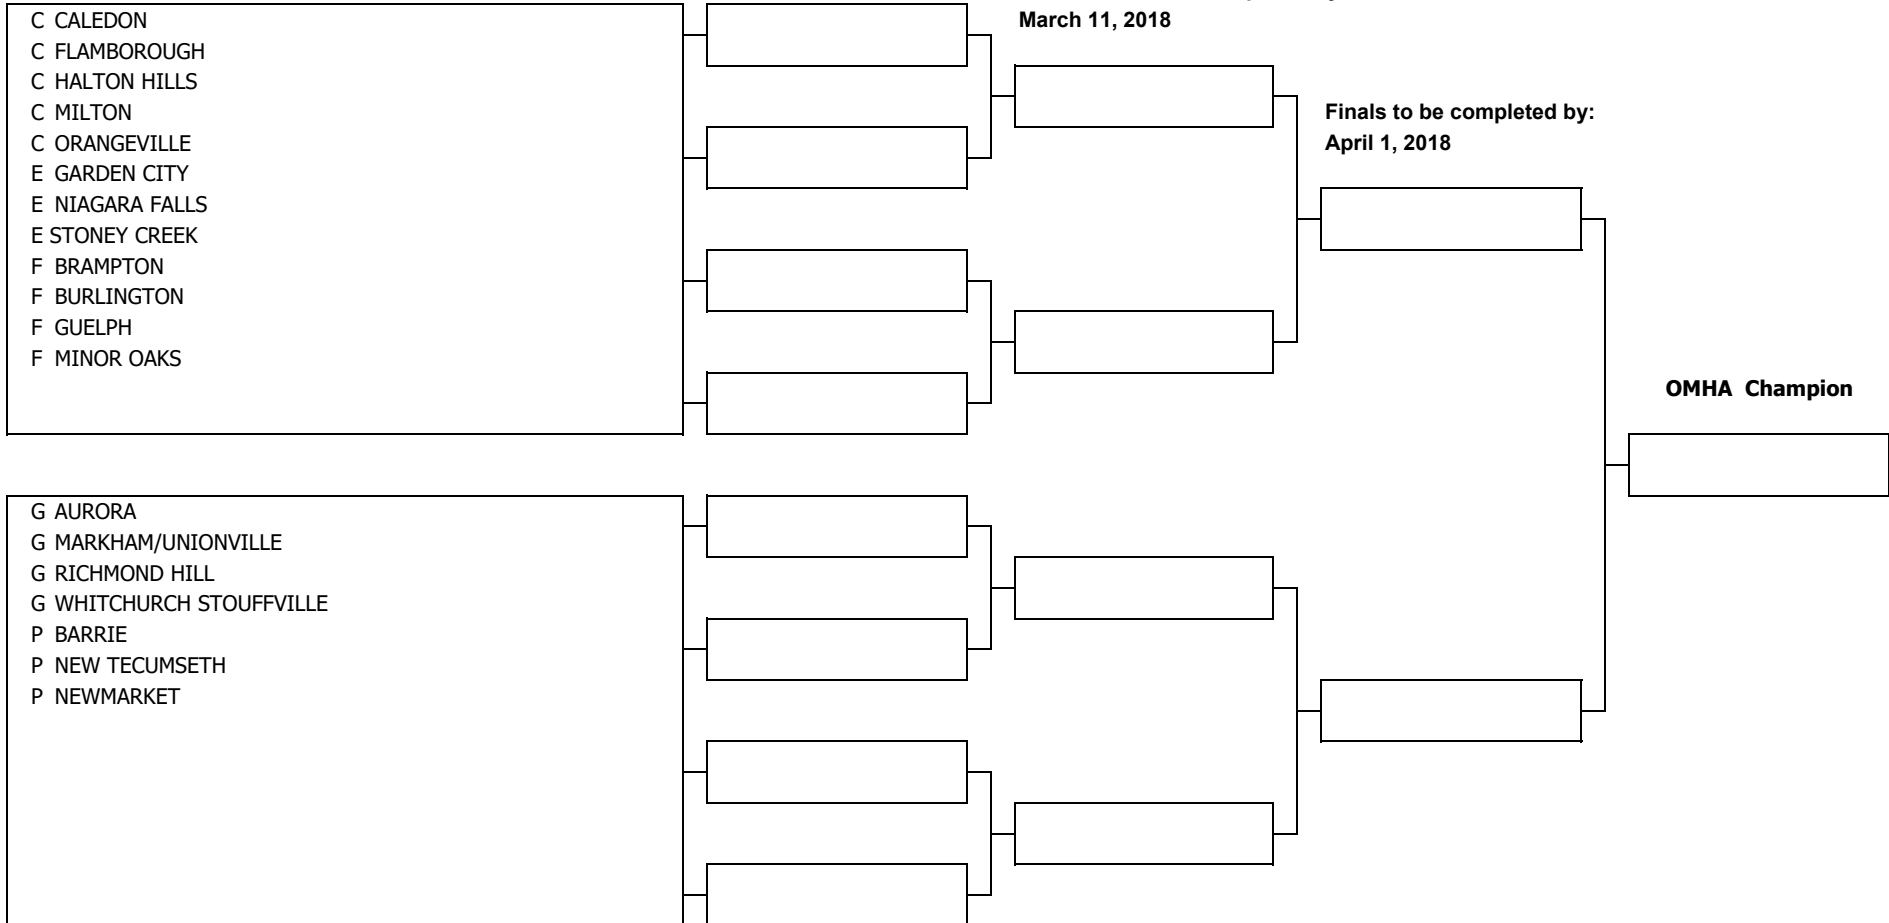 March 11, 2018
C CALEDON
C FLAMBOROUGH
C HALTON HILLS
C MILTON
C ORANGEVILLE
E GARDEN CITY
E NIAGARA FALLS
E STONEY CREEK
F BRAMPTON
F BURLINGTON
F GUELPH
F MINOR OAKS
Finals to be completed by:
April 1, 2018
OMHA Champion
G AURORA
G MARKHAM/UNIONVILLE
G RICHMOND HILL
G WHITCHURCH STOUFFVILLE
P BARRIE
P NEW TECUMSETH
P NEWMARKET